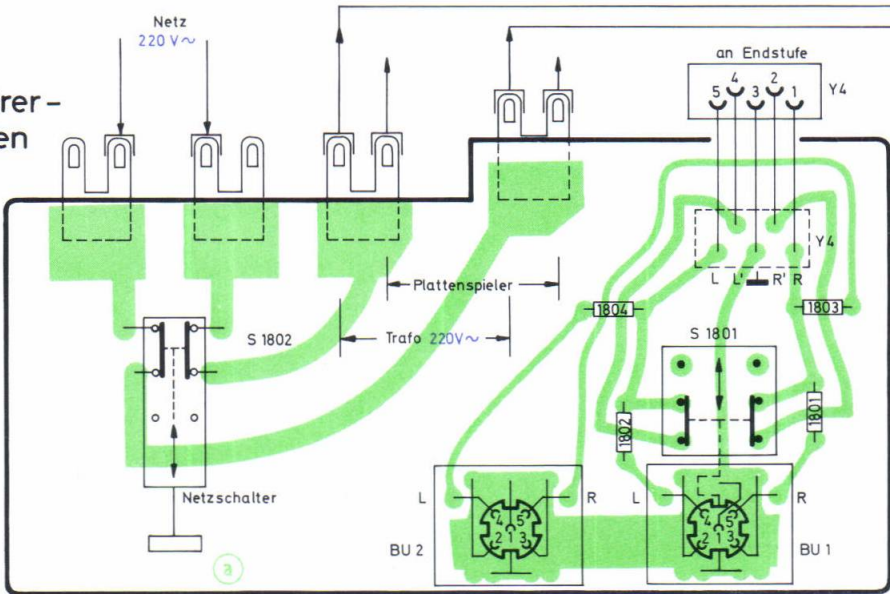 Netz
220 V~
rer-
en
an Endstufe
5 4 3 2 1
Y4
Y4
L L' R' R
Plattenspieler
1804
1803
S 1802
Trafo 220V~
S 1801
1802
1801
Netzschalter
L
R
L
R
4 5
2 1 3
4 5
2 1 3
BU 2
BU 1
a